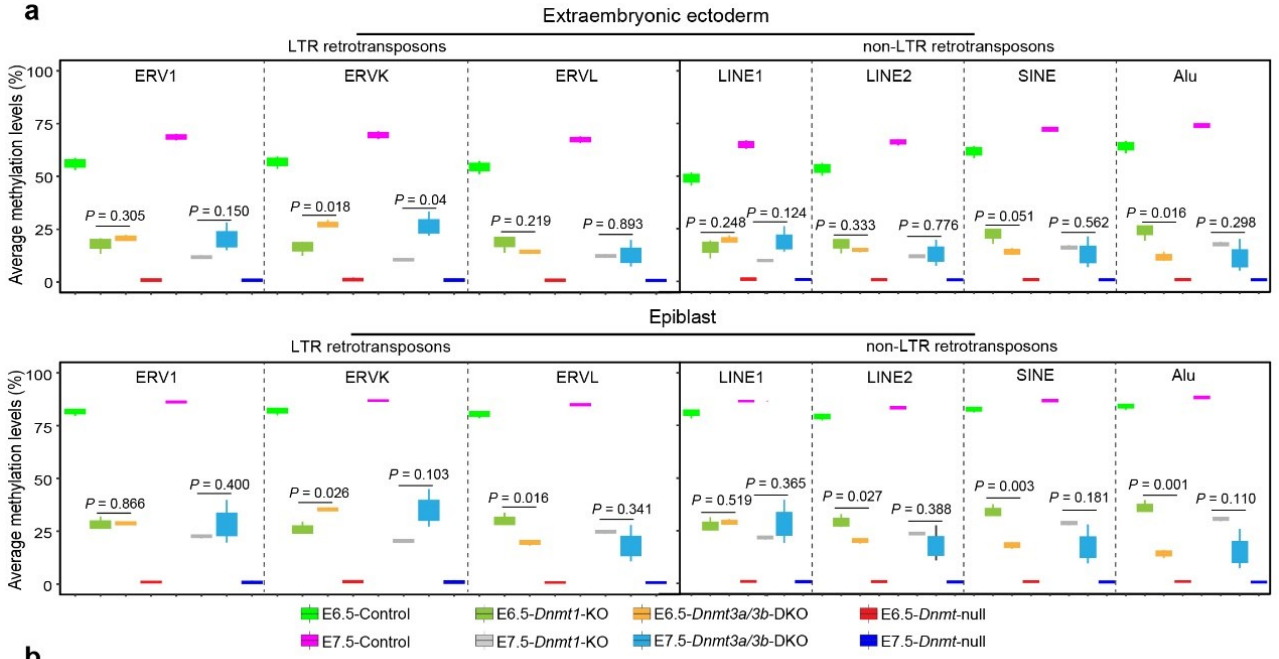 a
Extraembryonic ectoderm
LTR retrotransposons non-LTR retrotransposons
Average methylation levels (%)
100
75
50
25
0
ERV1 ERVK ERVL LINE1 LINE2 SINE Alu
P = 0.305 P = 0.150 P = 0.018 P = 0.04 P = 0.219 P = 0.893 P = 0.248 P = 0.124 P = 0.333 P = 0.776 P = 0.051 P = 0.562 P = 0.016 P = 0.298
Epiblast
LTR retrotransposons non-LTR retrotransposons
Average methylation levels (%)
100
75
50
25
0
ERV1 ERVK ERVL LINE1 LINE2 SINE Alu
P = 0.866 P = 0.400 P = 0.026 P = 0.103 P = 0.016 P = 0.341 P = 0.519 P = 0.365 P = 0.027 P = 0.388 P = 0.003 P = 0.181 P = 0.001 P = 0.110
E6.5-Control E6.5-Dnmt1-KO E6.5-Dnmt3a/3b-DKO E6.5-Dnmt-null
E7.5-Control E7.5-Dnmt1-KO E7.5-Dnmt3a/3b-DKO E7.5-Dnmt-null
b